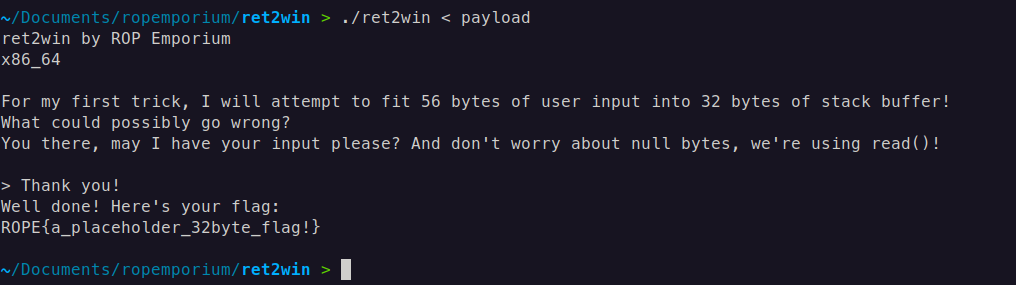 ~/Documents/ropemporium/ret2win > ./ret2win < payload
ret2win by ROP Emporium
x86_64
For my first trick, I will attempt to fit 56 bytes of user input into 32 bytes of stack buffer!
What could possibly go wrong?
You there, may I have your input please? And don't worry about null bytes, we're using read()!
> Thank you!
Well done! Here's your flag:
ROPE{a_placeholder_32byte_flag!}
~/Documents/ropemporium/ret2win >